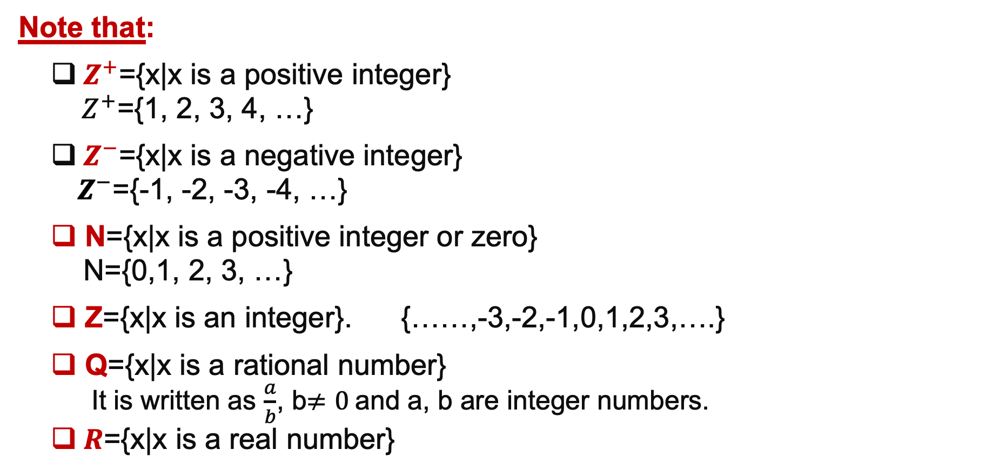 Note that:
❑ Z⁺={x|x is a positive integer}
Z⁺={1, 2, 3, 4, …}
❑ Z⁻={x|x is a negative integer}
Z⁻={-1, -2, -3, -4, …}
❑ N={x|x is a positive integer or zero}
N={0,1, 2, 3, …}
❑ Z={x|x is an integer}. {……,-3,-2,-1,0,1,2,3,….}
❑ Q={x|x is a rational number}
It is written as a/b, b≠ 0 and a, b are integer numbers.
❑ R={x|x is a real number}